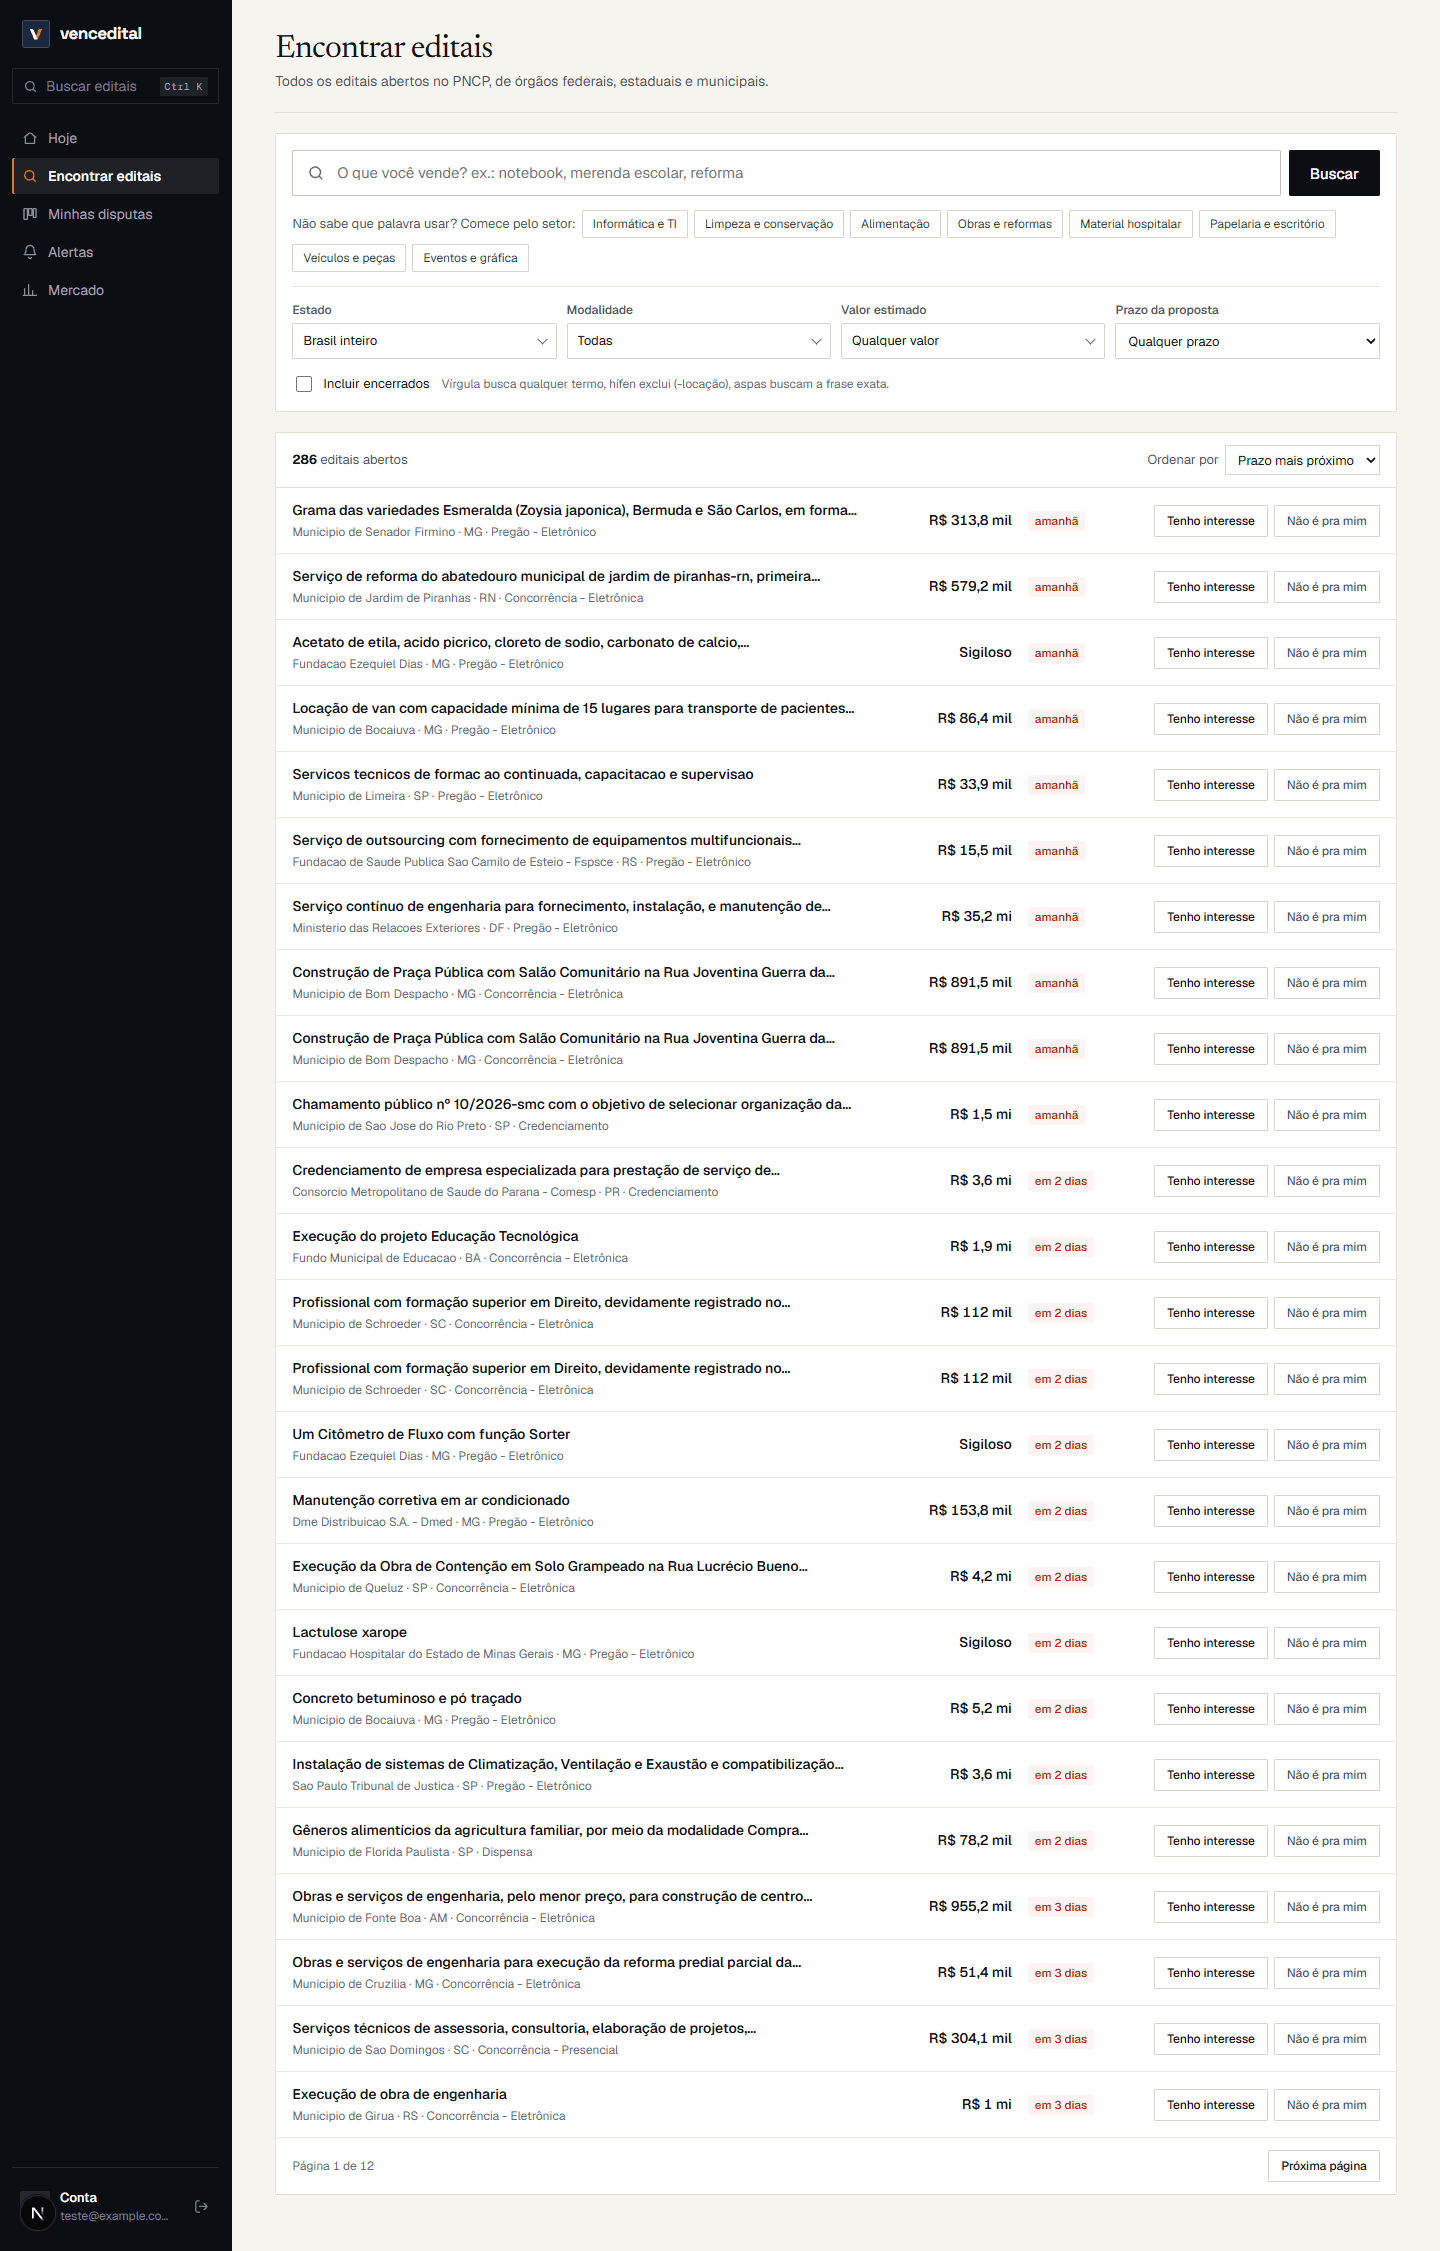 vencedital
Buscar editais Ctrl K
Hoje
Encontrar editais
Minhas disputas
Alertas
Mercado
Encontrar editais
Todos os editais abertos no PNCP, de órgãos federais, estaduais e municipais.
O que você vende? ex.: notebook, merenda escolar, reforma
Buscar
Não sabe que palavra usar? Comece pelo setor: Informática e TI Limpeza e conservação Alimentação Obras e reformas Material hospitalar Papelaria e escritório
Veículos e peças Eventos e gráfica
Estado Modalidade Valor estimado Prazo da proposta
Brasil inteiro Todas Qualquer valor Qualquer prazo
Incluir encerrados Vírgula busca qualquer termo, hífen exclui (-locação), aspas buscam a frase exata.
286 editais abertos Ordenar por Prazo mais próximo
Grama das variedades Esmeralda (Zoysia japonica), Bermuda e São Carlos, em forma...
Municipio de Senador Firmino · MG · Pregão - Eletrônico
R$ 313,8 mil amanhã Tenho interesse Não é pra mim
Serviço de reforma do abatedouro municipal de jardim de piranhas-rn, primeira...
Municipio de Jardim de Piranhas · RN · Concorrência - Eletrônica
R$ 579,2 mil amanhã Tenho interesse Não é pra mim
Acetato de etila, acido picrico, cloreto de sodio, carbonato de calcio,...
Fundacao Ezequiel Dias · MG · Pregão - Eletrônico
Sigiloso amanhã Tenho interesse Não é pra mim
Locação de van com capacidade mínima de 15 lugares para transporte de pacientes...
Municipio de Bocaiuva · MG · Pregão - Eletrônico
R$ 86,4 mil amanhã Tenho interesse Não é pra mim
Servicos tecnicos de formac ao continuada, capacitacao e supervisao
Municipio de Limeira · SP · Pregão - Eletrônico
R$ 33,9 mil amanhã Tenho interesse Não é pra mim
Serviço de outsourcing com fornecimento de equipamentos multifuncionais...
Fundacao de Saude Publica Sao Camilo de Esteio - Fspsce · RS · Pregão - Eletrônico
R$ 15,5 mil amanhã Tenho interesse Não é pra mim
Serviço contínuo de engenharia para fornecimento, instalação, e manutenção de...
Ministerio das Relacoes Exteriores · DF · Pregão - Eletrônico
R$ 35,2 mi amanhã Tenho interesse Não é pra mim
Construção de Praça Pública com Salão Comunitário na Rua Joventina Guerra da...
Municipio de Bom Despacho · MG · Concorrência - Eletrônica
R$ 891,5 mil amanhã Tenho interesse Não é pra mim
Construção de Praça Pública com Salão Comunitário na Rua Joventina Guerra da...
Municipio de Bom Despacho · MG · Concorrência - Eletrônica
R$ 891,5 mil amanhã Tenho interesse Não é pra mim
Chamamento público nº 10/2026-smc com o objetivo de selecionar organização da...
Municipio de Sao Jose do Rio Preto · SP · Credenciamento
R$ 1,5 mi amanhã Tenho interesse Não é pra mim
Credenciamento de empresa especializada para prestação de serviço de...
Consorcio Metropolitano de Saude do Parana - Comesp · PR · Credenciamento
R$ 3,6 mi em 2 dias Tenho interesse Não é pra mim
Execução do projeto Educação Tecnológica
Fundo Municipal de Educacao · BA · Concorrência - Eletrônica
R$ 1,9 mi em 2 dias Tenho interesse Não é pra mim
Profissional com formação superior em Direito, devidamente registrado no...
Municipio de Schroeder · SC · Concorrência - Eletrônica
R$ 112 mil em 2 dias Tenho interesse Não é pra mim
Profissional com formação superior em Direito, devidamente registrado no...
Municipio de Schroeder · SC · Concorrência - Eletrônica
R$ 112 mil em 2 dias Tenho interesse Não é pra mim
Um Citômetro de Fluxo com função Sorter
Fundacao Ezequiel Dias · MG · Pregão - Eletrônico
Sigiloso em 2 dias Tenho interesse Não é pra mim
Manutenção corretiva em ar condicionado
Dme Distribuicao S.A. - Dmed · MG · Pregão - Eletrônico
R$ 153,8 mil em 2 dias Tenho interesse Não é pra mim
Execução da Obra de Contenção em Solo Grampeado na Rua Lucrécio Bueno...
Municipio de Queluz · SP · Concorrência - Eletrônica
R$ 4,2 mi em 2 dias Tenho interesse Não é pra mim
Lactulose xarope
Fundacao Hospitalar do Estado de Minas Gerais · MG · Pregão - Eletrônico
Sigiloso em 2 dias Tenho interesse Não é pra mim
Concreto betuminoso e pó traçado
Municipio de Bocaiuva · MG · Pregão - Eletrônico
R$ 5,2 mi em 2 dias Tenho interesse Não é pra mim
Instalação de sistemas de Climatização, Ventilação e Exaustão e compatibilização...
Sao Paulo Tribunal de Justica · SP · Pregão - Eletrônico
R$ 3,6 mi em 2 dias Tenho interesse Não é pra mim
Gêneros alimentícios da agricultura familiar, por meio da modalidade Compra...
Municipio de Florida Paulista · SP · Dispensa
R$ 78,2 mil em 2 dias Tenho interesse Não é pra mim
Obras e serviços de engenharia, pelo menor preço, para construção de centro...
Municipio de Fonte Boa · AM · Concorrência - Eletrônica
R$ 955,2 mil em 3 dias Tenho interesse Não é pra mim
Obras e serviços de engenharia para execução da reforma predial parcial da...
Municipio de Cruzilia · MG · Concorrência - Eletrônica
R$ 51,4 mil em 3 dias Tenho interesse Não é pra mim
Serviços técnicos de assessoria, consultoria, elaboração de projetos,...
Municipio de Sao Domingos · SC · Concorrência - Presencial
R$ 304,1 mil em 3 dias Tenho interesse Não é pra mim
Execução de obra de engenharia
Municipio de Girua · RS · Concorrência - Eletrônica
R$ 1 mi em 3 dias Tenho interesse Não é pra mim
Página 1 de 12 Próxima página
N
Conta
teste@example.co...